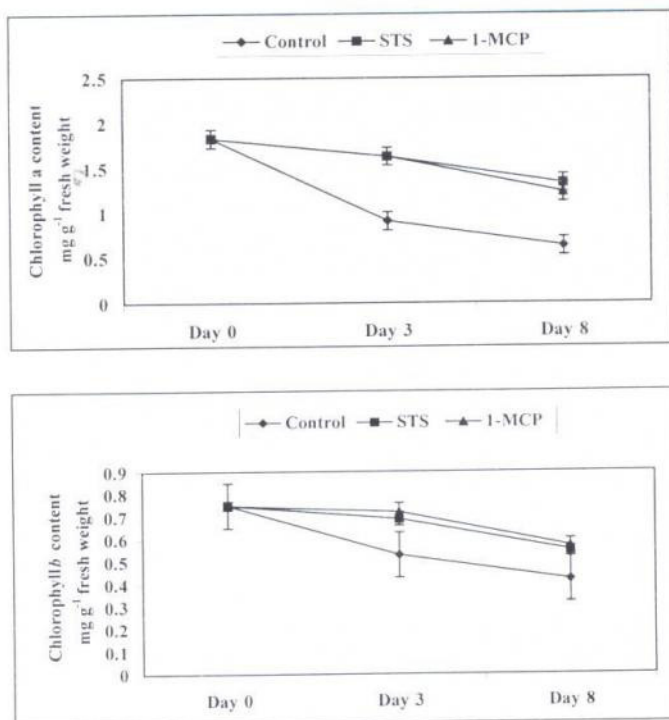 Control STS 1-MCP
Chlorophyll a content
mg g⁻¹ fresh weight
2.5
2
1.5
1
0.5
0
Day 0 Day 3 Day 8
Control STS 1-MCP
Chlorophyll b content
mg g⁻¹ fresh weight
0.9
0.8
0.7
0.6
0.5
0.4
0.3
0.2
0.1
0
Day 0 Day 3 Day 8